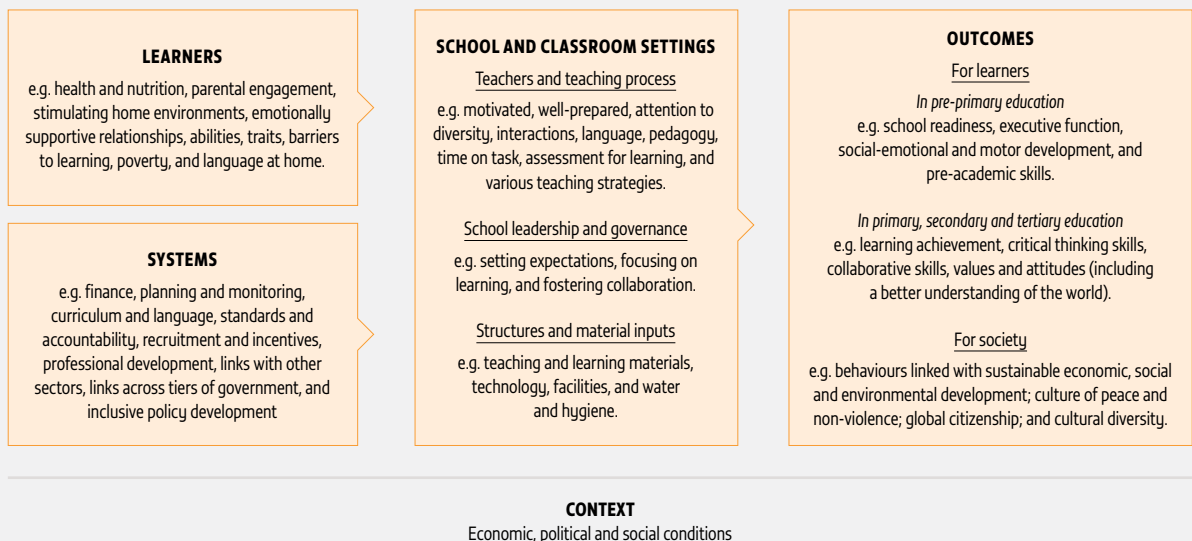 LEARNERS
e.g. health and nutrition, parental engagement,
stimulating home environments, emotionally
supportive relationships, abilities, traits, barriers
to learning, poverty, and language at home.
SYSTEMS
e.g. finance, planning and monitoring,
curriculum and language, standards and
accountability, recruitment and incentives,
professional development, links with other
sectors, links across tiers of government, and
inclusive policy development
SCHOOL AND CLASSROOM SETTINGS
Teachers and teaching process
e.g. motivated, well-prepared, attention to
diversity, interactions, language, pedagogy,
time on task, assessment for learning, and
various teaching strategies.
School leadership and governance
e.g. setting expectations, focusing on
learning, and fostering collaboration.
Structures and material inputs
e.g. teaching and learning materials,
technology, facilities, and water
and hygiene.
OUTCOMES
For learners
In pre-primary education
e.g. school readiness, executive function,
social-emotional and motor development, and
pre-academic skills.
In primary, secondary and tertiary education
e.g. learning achievement, critical thinking skills,
collaborative skills, values and attitudes (including
a better understanding of the world).
For society
e.g. behaviours linked with sustainable economic, social
and environmental development; culture of peace and
non-violence; global citizenship; and cultural diversity.
CONTEXT
Economic, political and social conditions